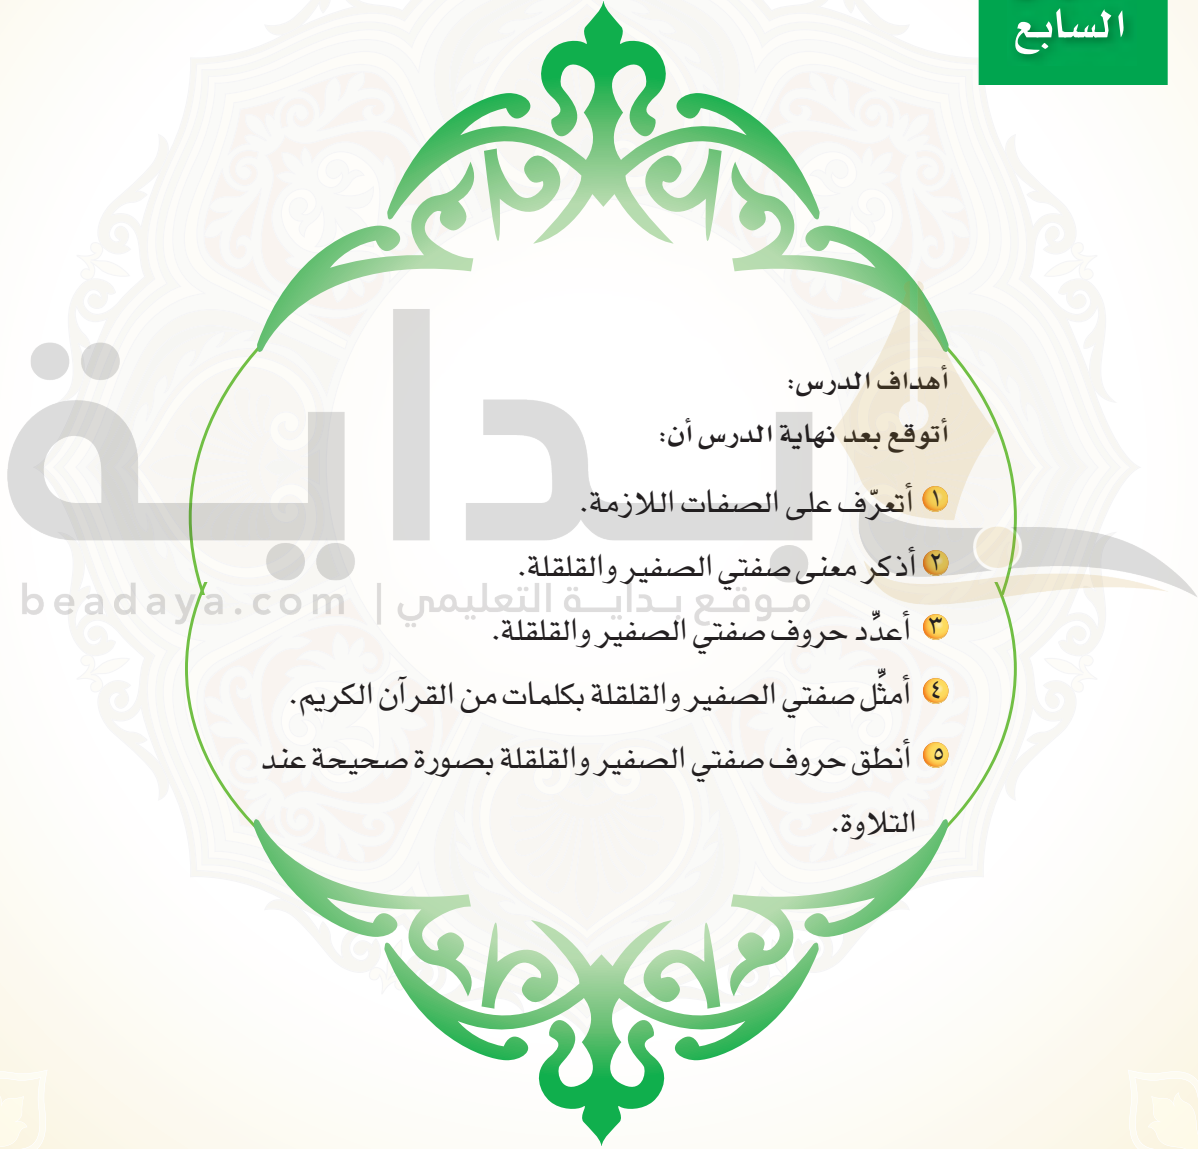 السابع
أهداف الدرس:
أتوقع بعد نهاية الدرس أن:
١ أتعرّف على الصفات اللازمة.
٢ أذكر معنى صفتي الصفير والقلقلة.
٣ أعدِّد حروف صفتي الصفير والقلقلة.
٤ أمثِّل صفتي الصفير والقلقلة بكلمات من القرآن الكريم.
٥ أنطق حروف صفتي الصفير والقلقلة بصورة صحيحة عند
التلاوة.
بداية
موقع بداية التعليمي | beadaya.com